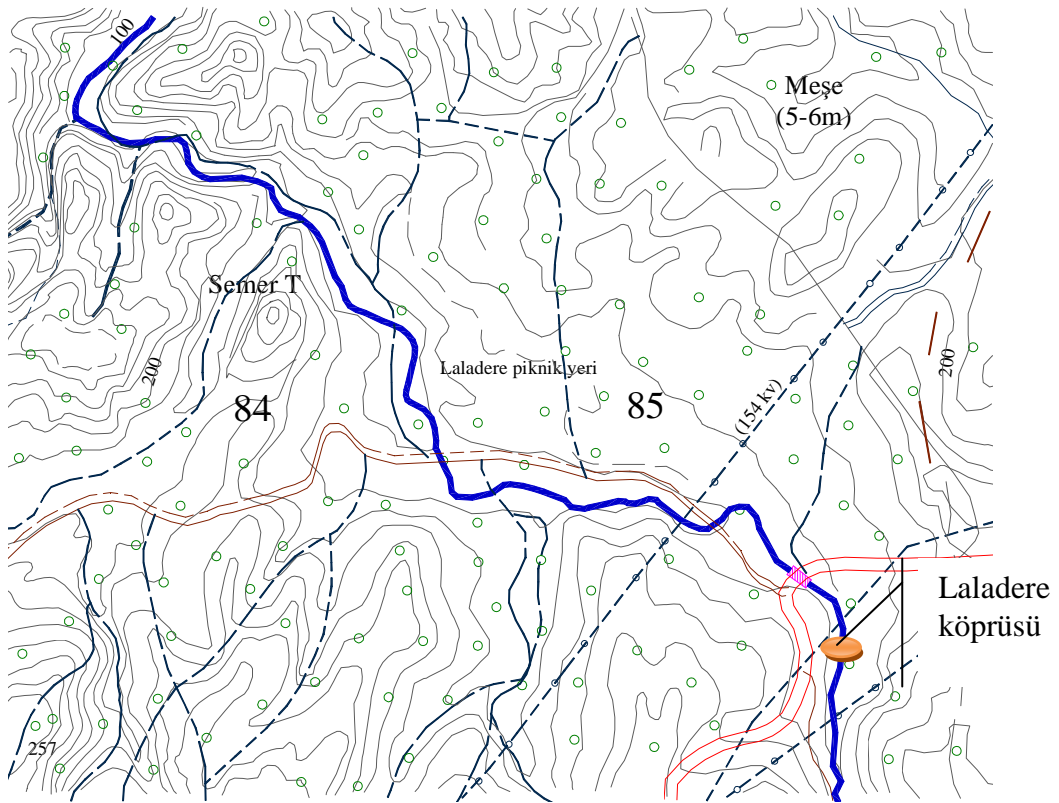 100
Meşe
(5-6m)
Semer T
200
Laladere piknik yeri
200
84
85
(154 kv)
Laladere
köprüsü
257